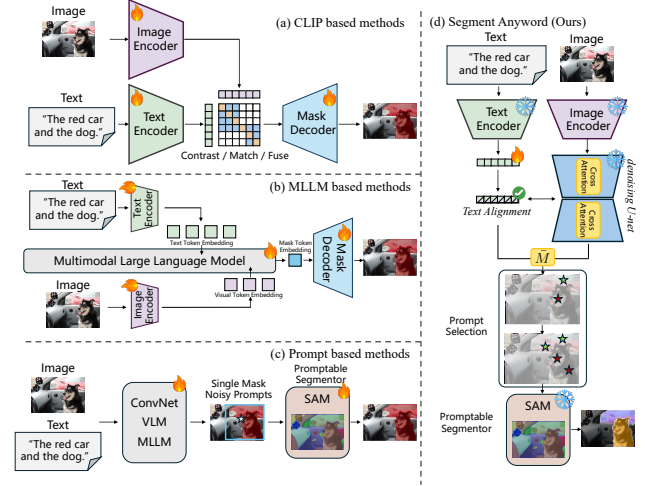 Image
(a) CLIP based methods
Image
Encoder
Text
“The red car
and the dog.”
Text
Encoder
Mask
Decoder
Contrast / Match / Fuse
(b) MLLM based methods
Text
“The red car
and the dog.”
Text
Encoder
Text Token Embedding
Multimodal Large Language Model
Mask Token
Embedding
Mask
Decoder
Image
Image
Encoder
Visual Token Embedding
(c) Prompt based methods
Image
Text
“The red car
and the dog.”
ConvNet
VLM
MLLM
Single Mask
Noisy Prompts
Promptable
Segmentor
SAM
(d) Segment Anyword (Ours)
Text
Image
“The red car
and the dog.”
Text
Encoder
Image
Encoder
Cross
Attention
Cross
Attention
denoising U-net
Text Alignment
M̄
Prompt
Selection
Promptable
Segmentor
SAM